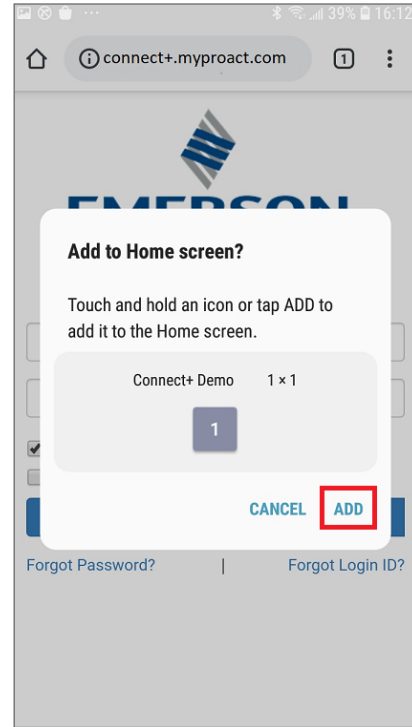 39% 16:12
connect+.myproact.com 1
EMERSON
Add to Home screen?
Touch and hold an icon or tap ADD to
add it to the Home screen.
Connect+ Demo 1 × 1
1
CANCEL ADD
Forgot Password? | Forgot Login ID?